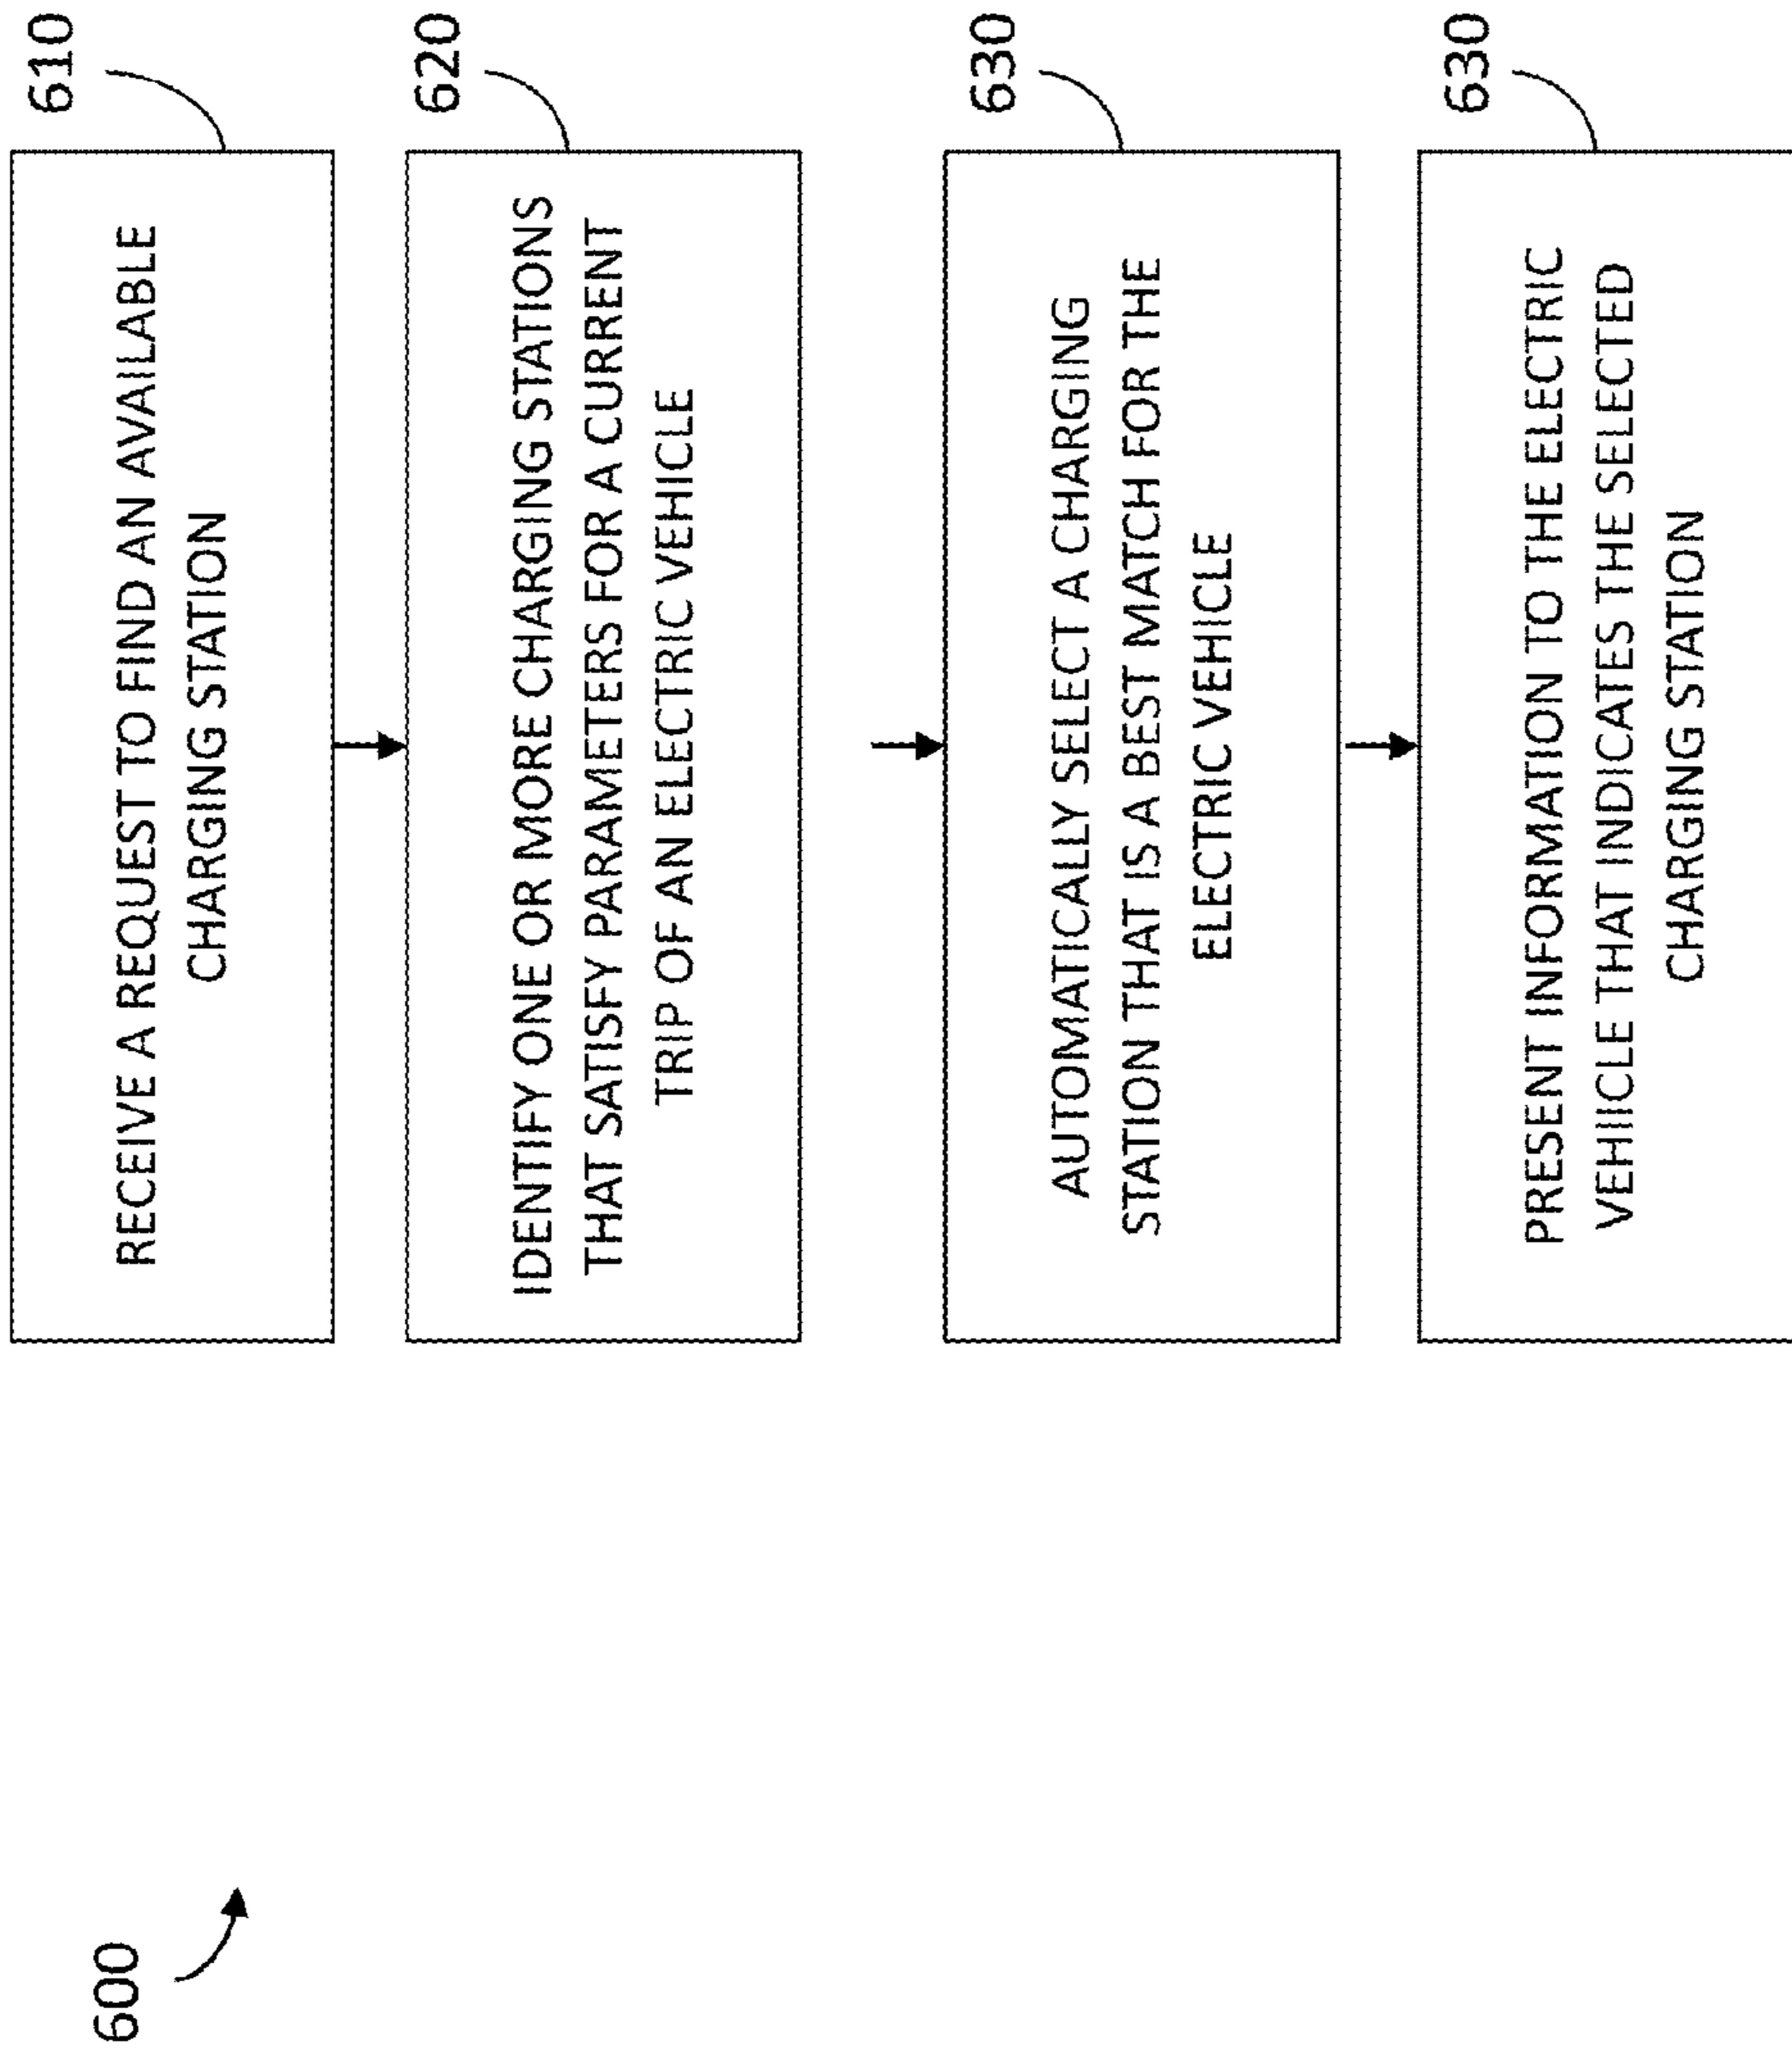 600
610
RECEIVE A REQUEST TO FIND AN AVAILABLE
CHARGING STATION
620
IDENTIFY ONE OR MORE CHARGING STATIONS
THAT SATISFY PARAMETERS FOR A CURRENT
TRIP OF AN ELECTRIC VEHICLE
630
AUTOMATICALLY SELECT A CHARGING
STATION THAT IS A BEST MATCH FOR THE
ELECTRIC VEHICLE
630
PRESENT INFORMATION TO THE ELECTRIC
VEHICLE THAT INDICATES THE SELECTED
CHARGING STATION